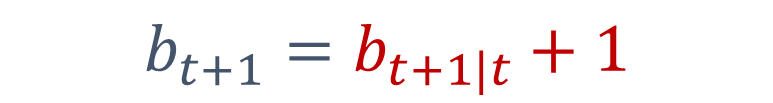 b_{t+1} = b_{t+1|t} + 1